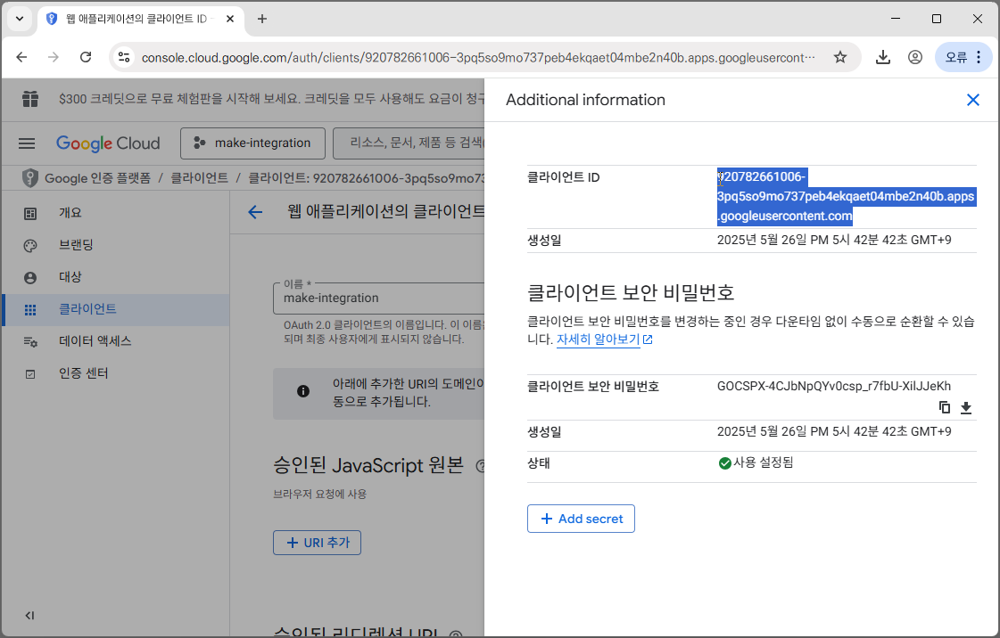 웹 애플리케이션의 클라이언트 ID
console.cloud.google.com/auth/clients/920782661006-3pq5so9mo737peb4ekqaet04mbe2n40b.apps.googleusercont…
오류
$300 크레딧으로 무료 체험판을 시작해 보세요. 크레딧을 모두 사용해도 요금이 청구
Google Cloud
make-integration
리소스, 문서, 제품 등 검색(
Google 인증 플랫폼 / 클라이언트 / 클라이언트: 920782661006-3pq5so9mo73
개요
브랜딩
대상
클라이언트
데이터 액세스
인증 센터
웹 애플리케이션의 클라이언트
이름 *
make-integration
OAuth 2.0 클라이언트의 이름입니다. 이 이름은
되며 최종 사용자에게 표시되지 않습니다.
아래에 추가한 URI의 도메인이
동으로 추가됩니다.
승인된 JavaScript 원본
브라우저 요청에 사용
URI 추가
승인된 리디렉션 URI
Additional information
클라이언트 ID
920782661006-
3pq5so9mo737peb4ekqaet04mbe2n40b.apps
.googleusercontent.com
생성일
2025년 5월 26일 PM 5시 42분 42초 GMT+9
클라이언트 보안 비밀번호
클라이언트 보안 비밀번호를 변경하는 중인 경우 다운타임 없이 수동으로 순환할 수 있습
니다. 자세히 알아보기
클라이언트 보안 비밀번호
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
생성일
2025년 5월 26일 PM 5시 42분 42초 GMT+9
상태
사용 설정됨
Add secret